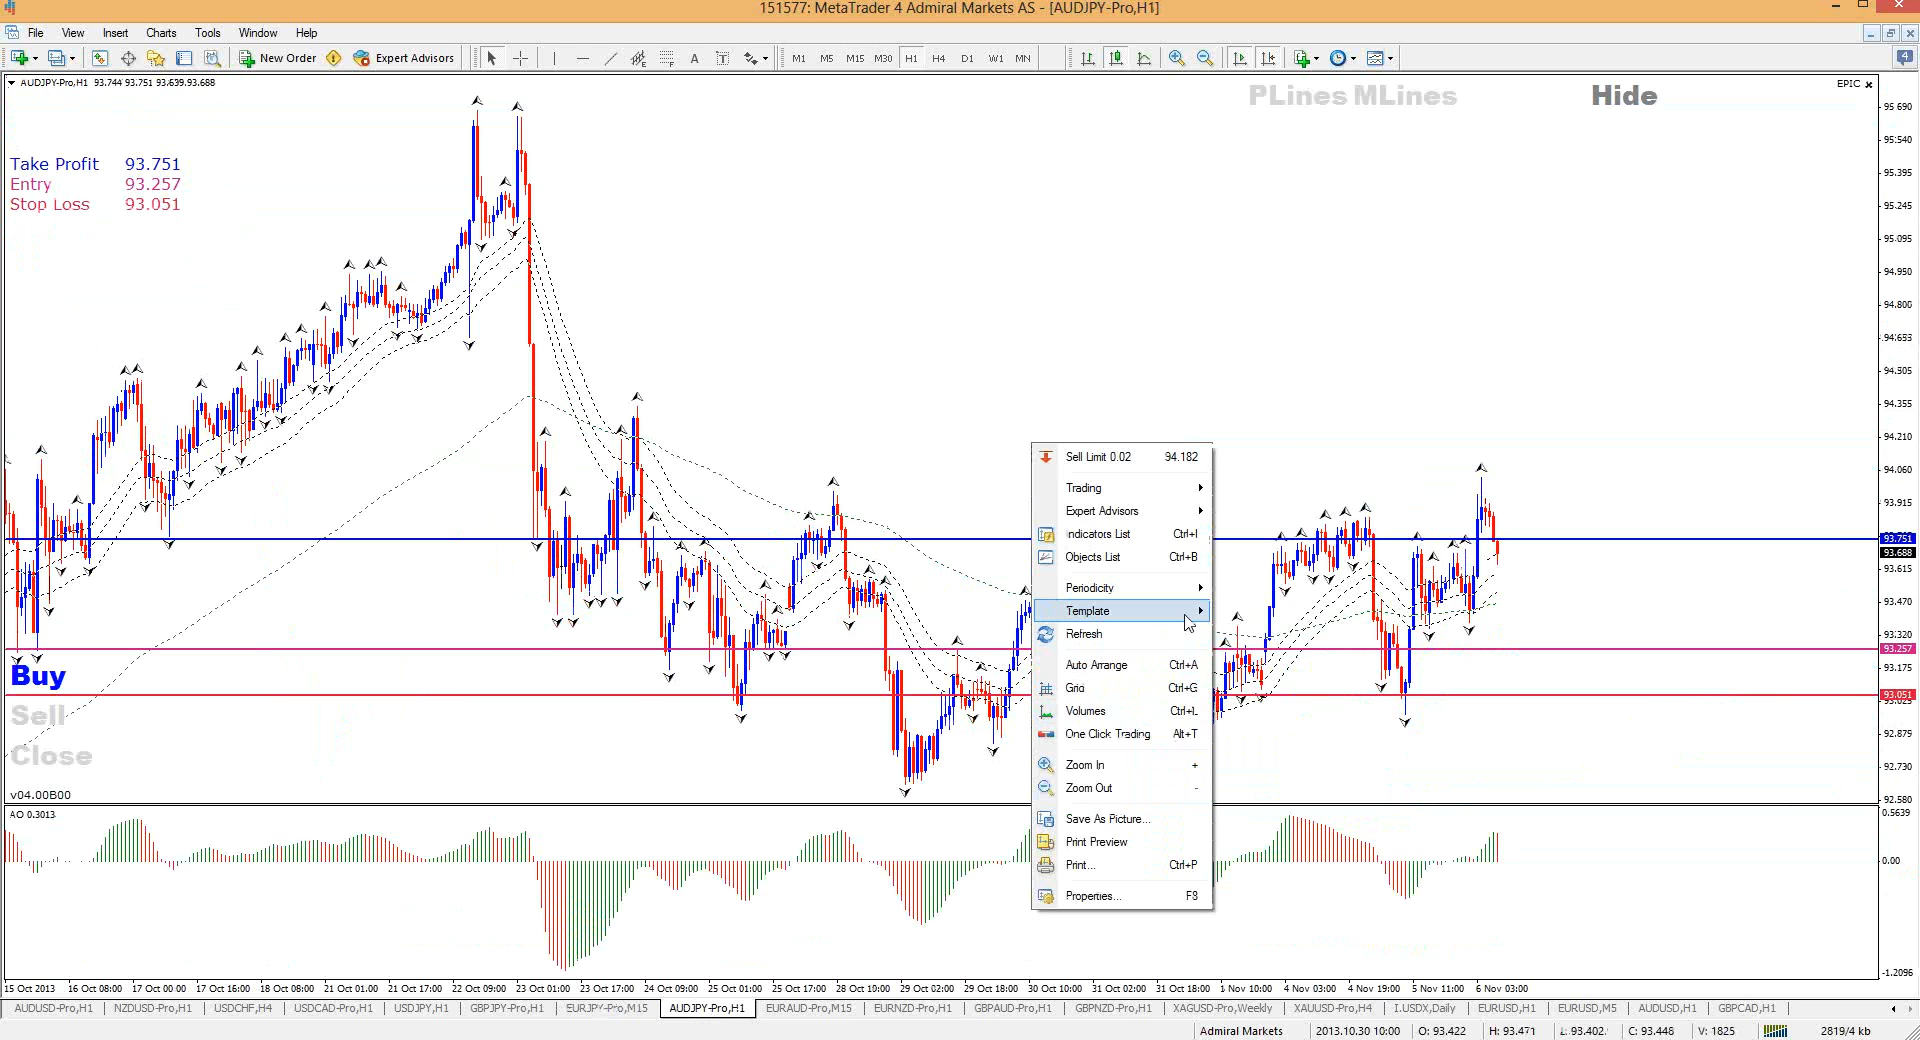 151577: MetaTrader 4 Admiral Markets AS - [AUDJPY-Pro,H1]
File View Insert Charts Tools Window Help
New Order Expert Advisors A T M1 M5 M15 M30 H1 H4 D1 W1 MN 4
AUDJPY-Pro,H1 93.744 93.751 93.639 93.688
EPIC
PLines MLines Hide
Take Profit 93.751
Entry 93.257
Stop Loss 93.051
95.690
95.540
95.395
95.245
95.095
94.950
94.800
94.653
94.505
94.355
94.210
94.060
93.915
93.751
93.688
93.615
93.470
93.320
93.257
93.175
93.051
93.025
92.875
92.730
92.580
Sell Limit 0.02 94.182
Trading
Expert Advisors
Indicators List Ctrl+I
Objects List Ctrl+B
Periodicity
Template
Refresh
Auto Arrange Ctrl+A
Grid Ctrl+G
Volumes Ctrl+L
One Click Trading Alt+T
Zoom In +
Zoom Out -
Save As Picture...
Print Preview
Print... Ctrl+P
Properties... F8
Buy
Sell
Close
v04.00B00
AO 0.3013
0.5639
0.00
-1.2096
15 Oct 2013 16 Oct 08:00 17 Oct 00:00 17 Oct 16:00 18 Oct 08:00 21 Oct 01:00 21 Oct 17:00 22 Oct 09:00 23 Oct 01:00 23 Oct 17:00 24 Oct 09:00 25 Oct 01:00 25 Oct 17:00 28 Oct 10:00 29 Oct 02:00 29 Oct 18:00 30 Oct 10:00 31 Oct 02:00 31 Oct 18:00 1 Nov 10:00 4 Nov 03:00 4 Nov 19:00 5 Nov 11:00 6 Nov 03:00
AUDUSD-Pro,H1 NZDUSD-Pro,H1 USDCHF,H4 USDCAD-Pro,H1 USDJPY,H1 GBPJPY-Pro,H1 EURJPY-Pro,M15 AUDJPY-Pro,H1 EURAUD-Pro,M15 EURNZD-Pro,H1 GBPAUD-Pro,H1 GBPNZD-Pro,H1 XAGUSD-Pro,Weekly XAUUSD-Pro,H4 I.USDX,Daily EURUSD,H1 EURUSD,M5 AUDUSD,H1 GBPCAD,H1
Admiral Markets 2013.10.30 10:00 O: 93.422 H: 93.471 L: 93.402 C: 93.448 V: 1825 2819/4 kb